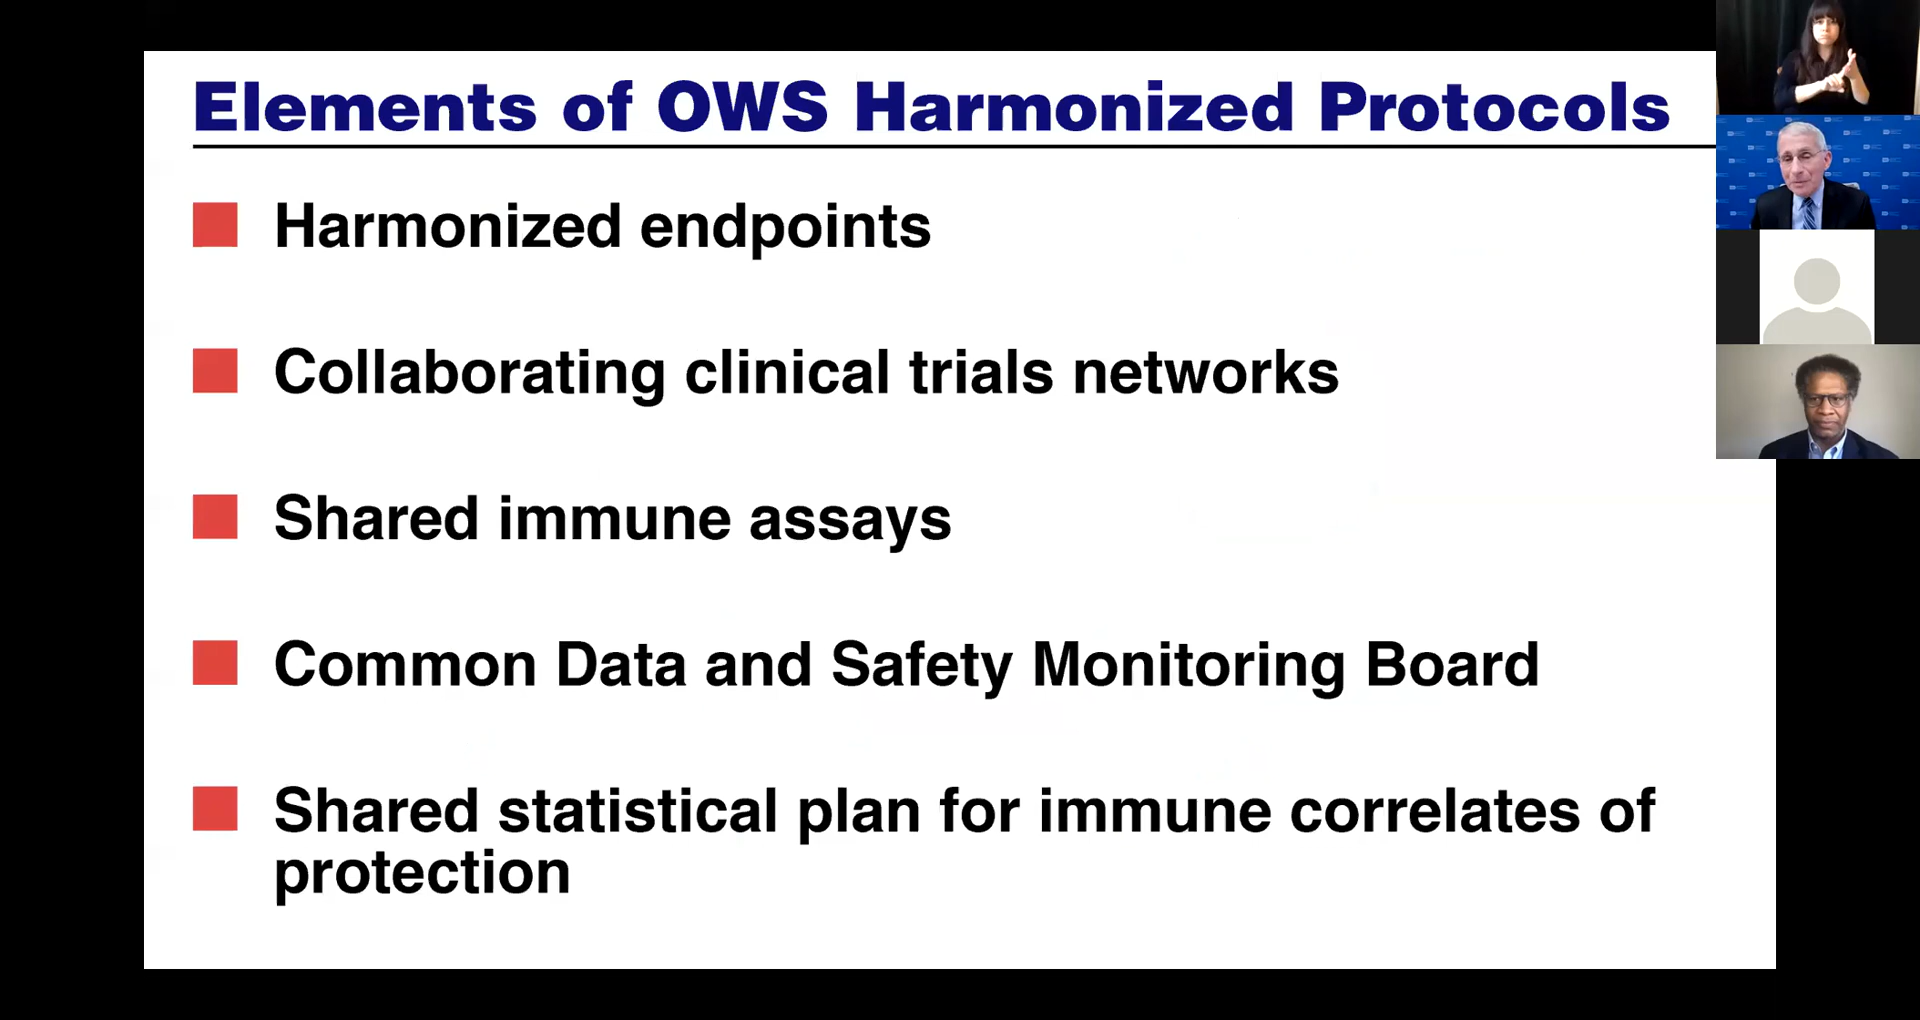 Elements of OWS Harmonized Protocols
Harmonized endpoints
Collaborating clinical trials networks
Shared immune assays
Common Data and Safety Monitoring Board
Shared statistical plan for immune correlates of
protection